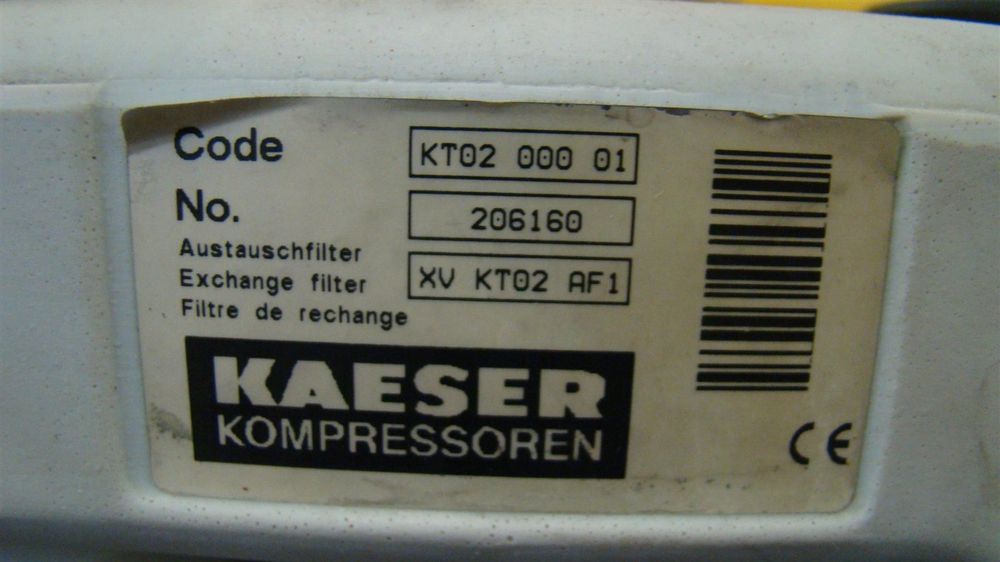 Code KT02 000 01
No. 206160
Austauschfilter
Exchange filter XV KT02 AF1
Filtre de rechange
KAESER
KOMPRESSOREN
CE